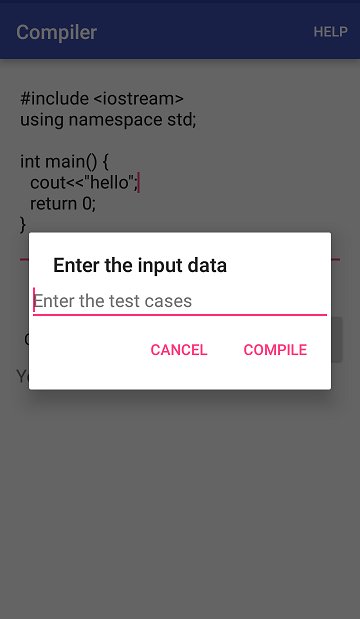 Compiler
HELP
#include <iostream>
using namespace std;
int main() {
cout<<"hello";
return 0;
}
Enter the input data
Enter the test cases
CANCEL
COMPILE